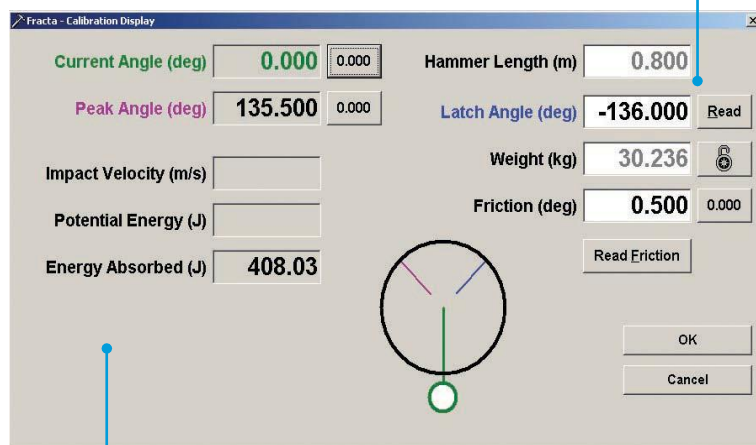 Fracta - Calibration Display
Current Angle (deg) 0.000 0.000
Peak Angle (deg) 135.500 0.000
Impact Velocity (m/s)
Potential Energy (J)
Energy Absorbed (J) 408.03
Hammer Length (m) 0.800
Latch Angle (deg) -136.000 Read
Weight (kg) 30.236
Friction (deg) 0.500 0.000
Read Friction
OK
Cancel